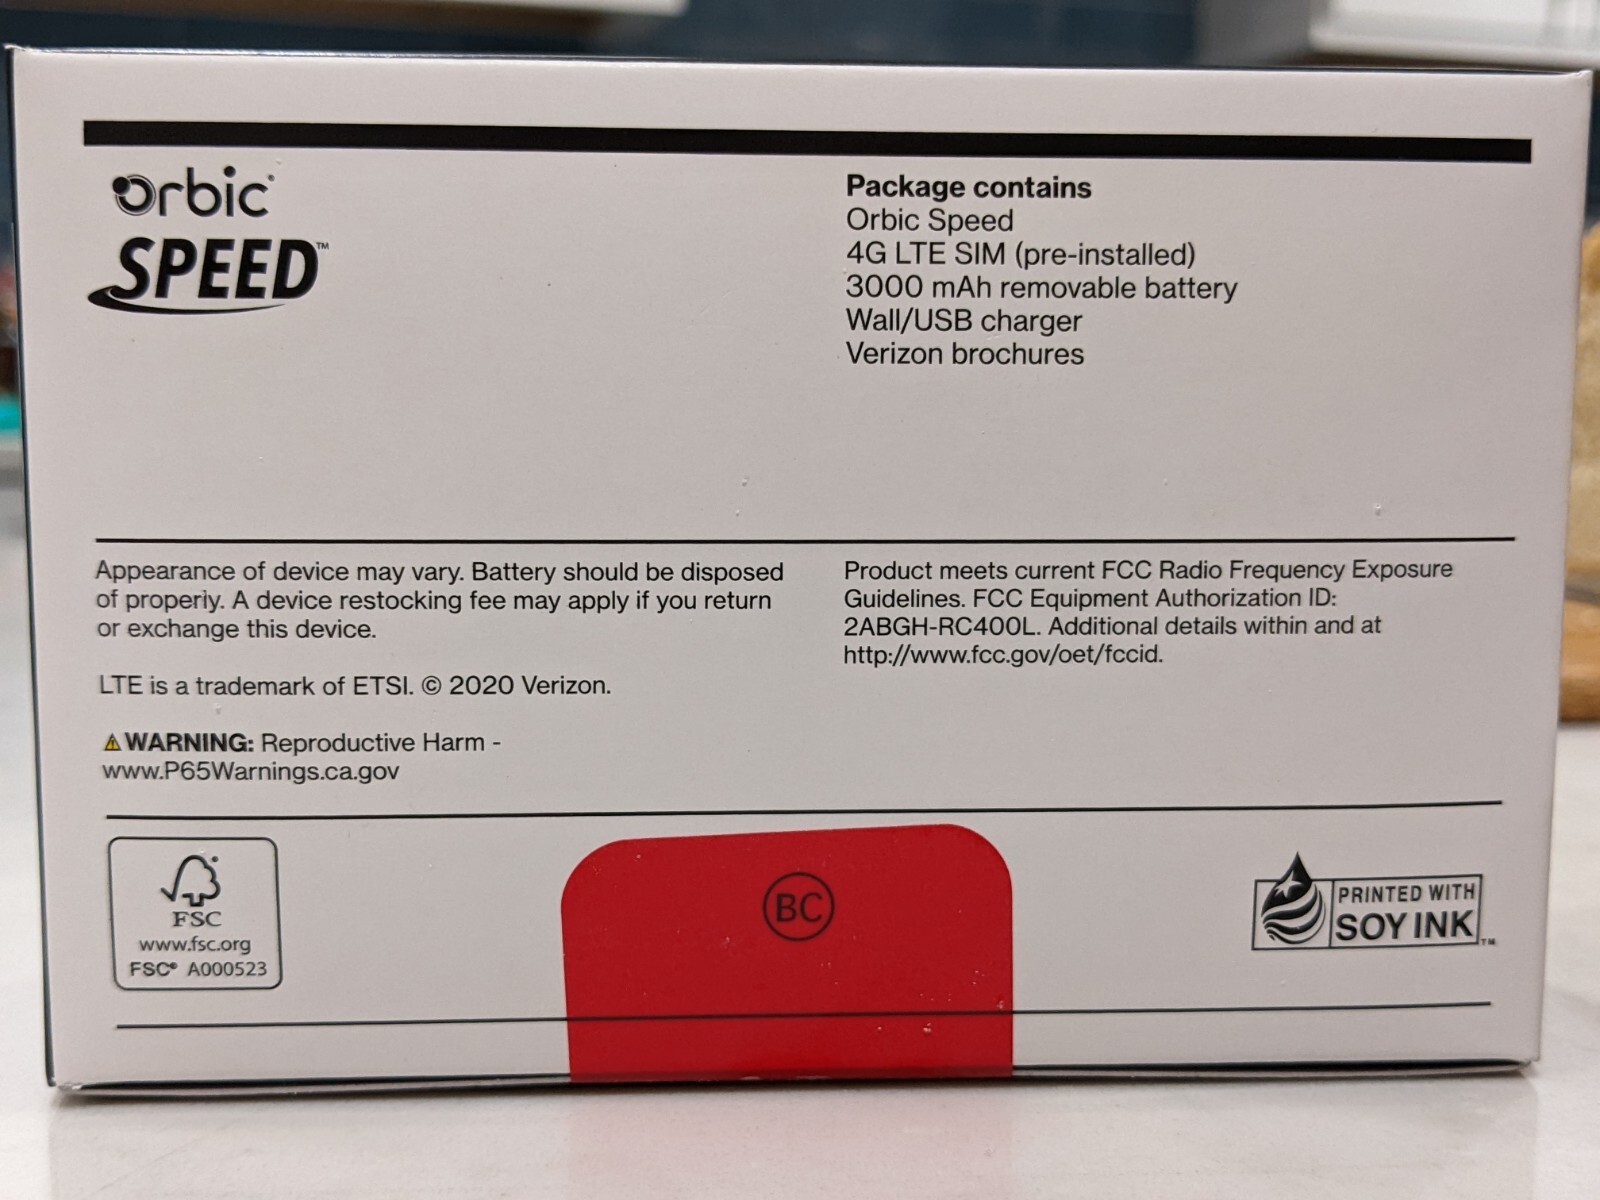 Orbic®
SPEED™
Package contains
Orbic Speed
4G LTE SIM (pre-installed)
3000 mAh removable battery
Wall/USB charger
Verizon brochures
Appearance of device may vary. Battery should be disposed
of properly. A device restocking fee may apply if you return
or exchange this device.
LTE is a trademark of ETSI. © 2020 Verizon.
⚠WARNING: Reproductive Harm -
www.P65Warnings.ca.gov
Product meets current FCC Radio Frequency Exposure
Guidelines. FCC Equipment Authorization ID:
2ABGH-RC400L. Additional details within and at
http://www.fcc.gov/oet/fccid.
FSC
www.fsc.org
FSC® A000523
BC
PRINTED WITH
SOY INK™